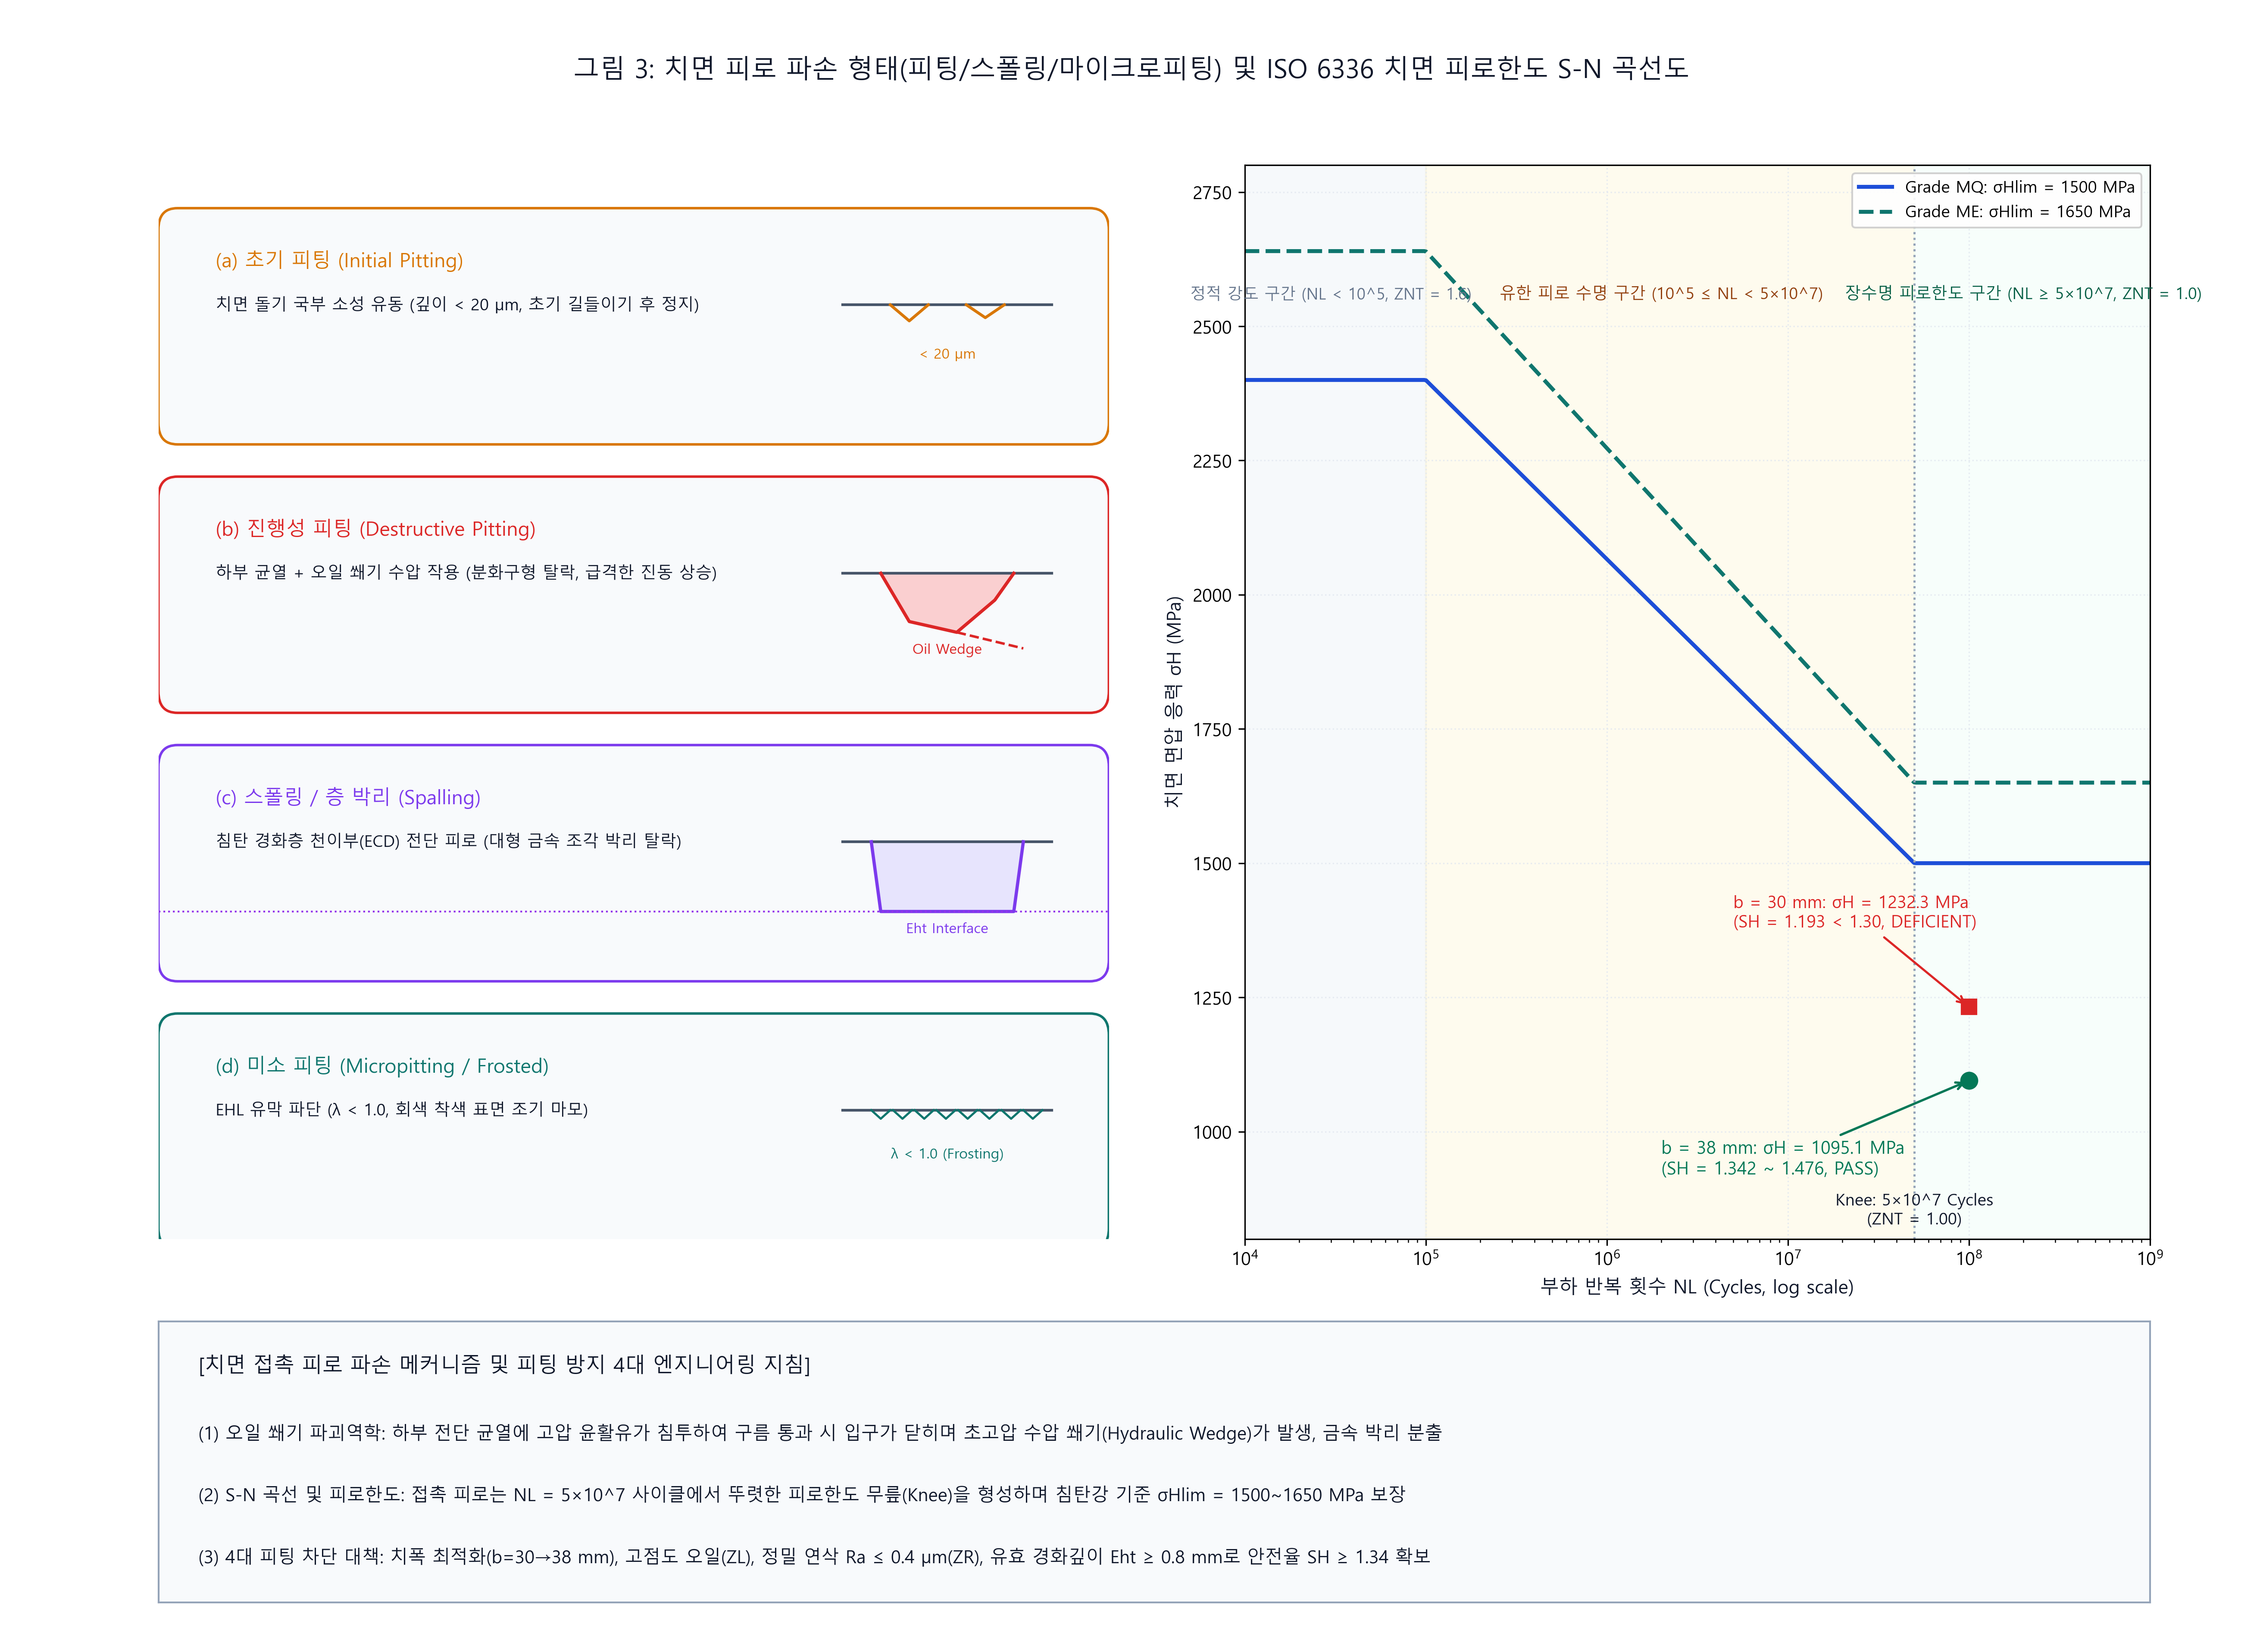 그림 3: 치면 피로 파손 형태(피팅/스폴링/마이크로피팅) 및 ISO 6336 치면 피로한도 S-N 곡선도
(a) 초기 피팅 (Initial Pitting)
치면 돌기 국부 소성 유동 (깊이 < 20 μm, 초기 길들이기 후 정지)
< 20 μm
(b) 진행성 피팅 (Destructive Pitting)
하부 균열 + 오일 쐐기 수압 작용 (분화구형 탈락, 급격한 진동 상승)
Oil Wedge
(c) 스폴링 / 층 박리 (Spalling)
침탄 경화층 천이부(ECD) 전단 피로 (대형 금속 조각 박리 탈락)
Eht Interface
(d) 미소 피팅 (Micropitting / Frosted)
EHL 유막 파단 (λ < 1.0, 회색 착색 표면 조기 마모)
λ < 1.0 (Frosting)
Grade MQ: σHlim = 1500 MPa
Grade ME: σHlim = 1650 MPa
정적 강도 구간 (NL < 10^5, ZNT = 1.6)
유한 피로 수명 구간 (10^5 ≤ NL < 5×10^7)
장수명 피로한도 구간 (NL ≥ 5×10^7, ZNT = 1.0)
치면 면압 응력 σH (MPa)
2750
2500
2250
2000
1750
1500
1250
1000
b = 30 mm: σH = 1232.3 MPa
(SH = 1.193 < 1.30, DEFICIENT)
b = 38 mm: σH = 1095.1 MPa
(SH = 1.342 ~ 1.476, PASS)
Knee: 5×10^7 Cycles
(ZNT = 1.00)
10⁴ 10⁵ 10⁶ 10⁷ 10⁸ 10⁹
부하 반복 횟수 NL (Cycles, log scale)
[치면 접촉 피로 파손 메커니즘 및 피팅 방지 4대 엔지니어링 지침]
(1) 오일 쐐기 파괴역학: 하부 전단 균열에 고압 윤활유가 침투하여 구름 통과 시 입구가 닫히며 초고압 수압 쐐기(Hydraulic Wedge)가 발생, 금속 박리 분출
(2) S-N 곡선 및 피로한도: 접촉 피로는 NL = 5×10^7 사이클에서 뚜렷한 피로한도 무릎(Knee)을 형성하며 침탄강 기준 σHlim = 1500~1650 MPa 보장
(3) 4대 피팅 차단 대책: 치폭 최적화(b=30→38 mm), 고점도 오일(ZL), 정밀 연삭 Ra ≤ 0.4 μm(ZR), 유효 경화깊이 Eht ≥ 0.8 mm로 안전율 SH ≥ 1.34 확보